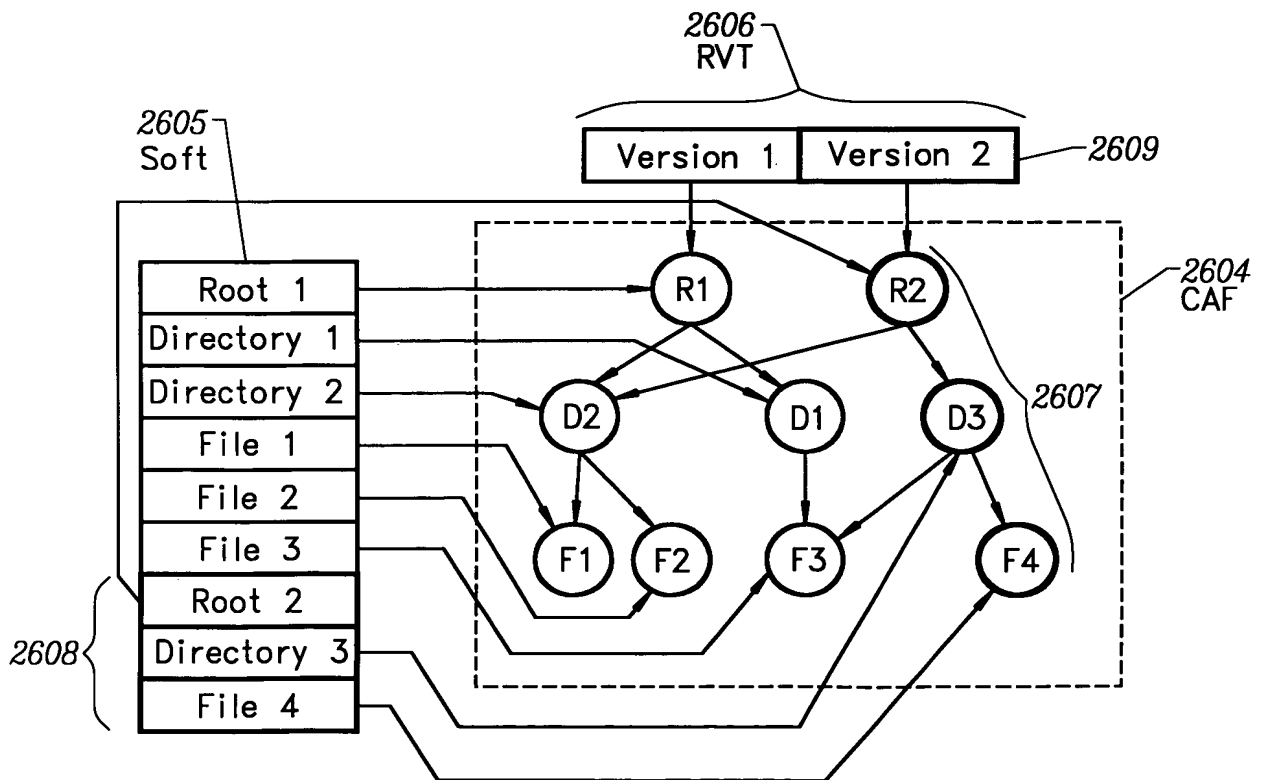 2606
RVT
2605
Soft
Version 1
Version 2
2609
Root 1
Directory 1
Directory 2
File 1
File 2
File 3
Root 2
Directory 3
File 4
2608
R1
R2
2604
CAF
D2
D1
D3
2607
F1
F2
F3
F4